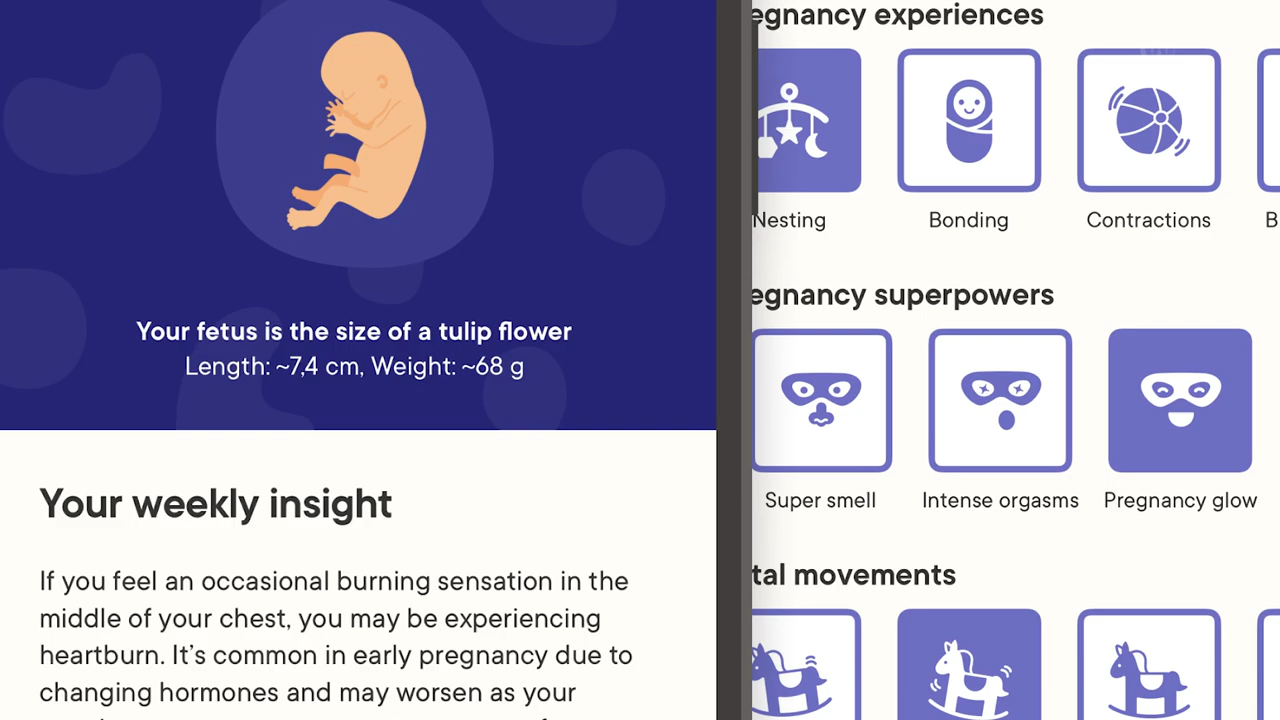 Your fetus is the size of a tulip flower
Length: ~7,4 cm, Weight: ~68 g
Your weekly insight
If you feel an occasional burning sensation in the
middle of your chest, you may be experiencing
heartburn. It’s common in early pregnancy due to
changing hormones and may worsen as your
egnancy experiences
Nesting
Bonding
Contractions
B
egnancy superpowers
Super smell
Intense orgasms
Pregnancy glow
tal movements